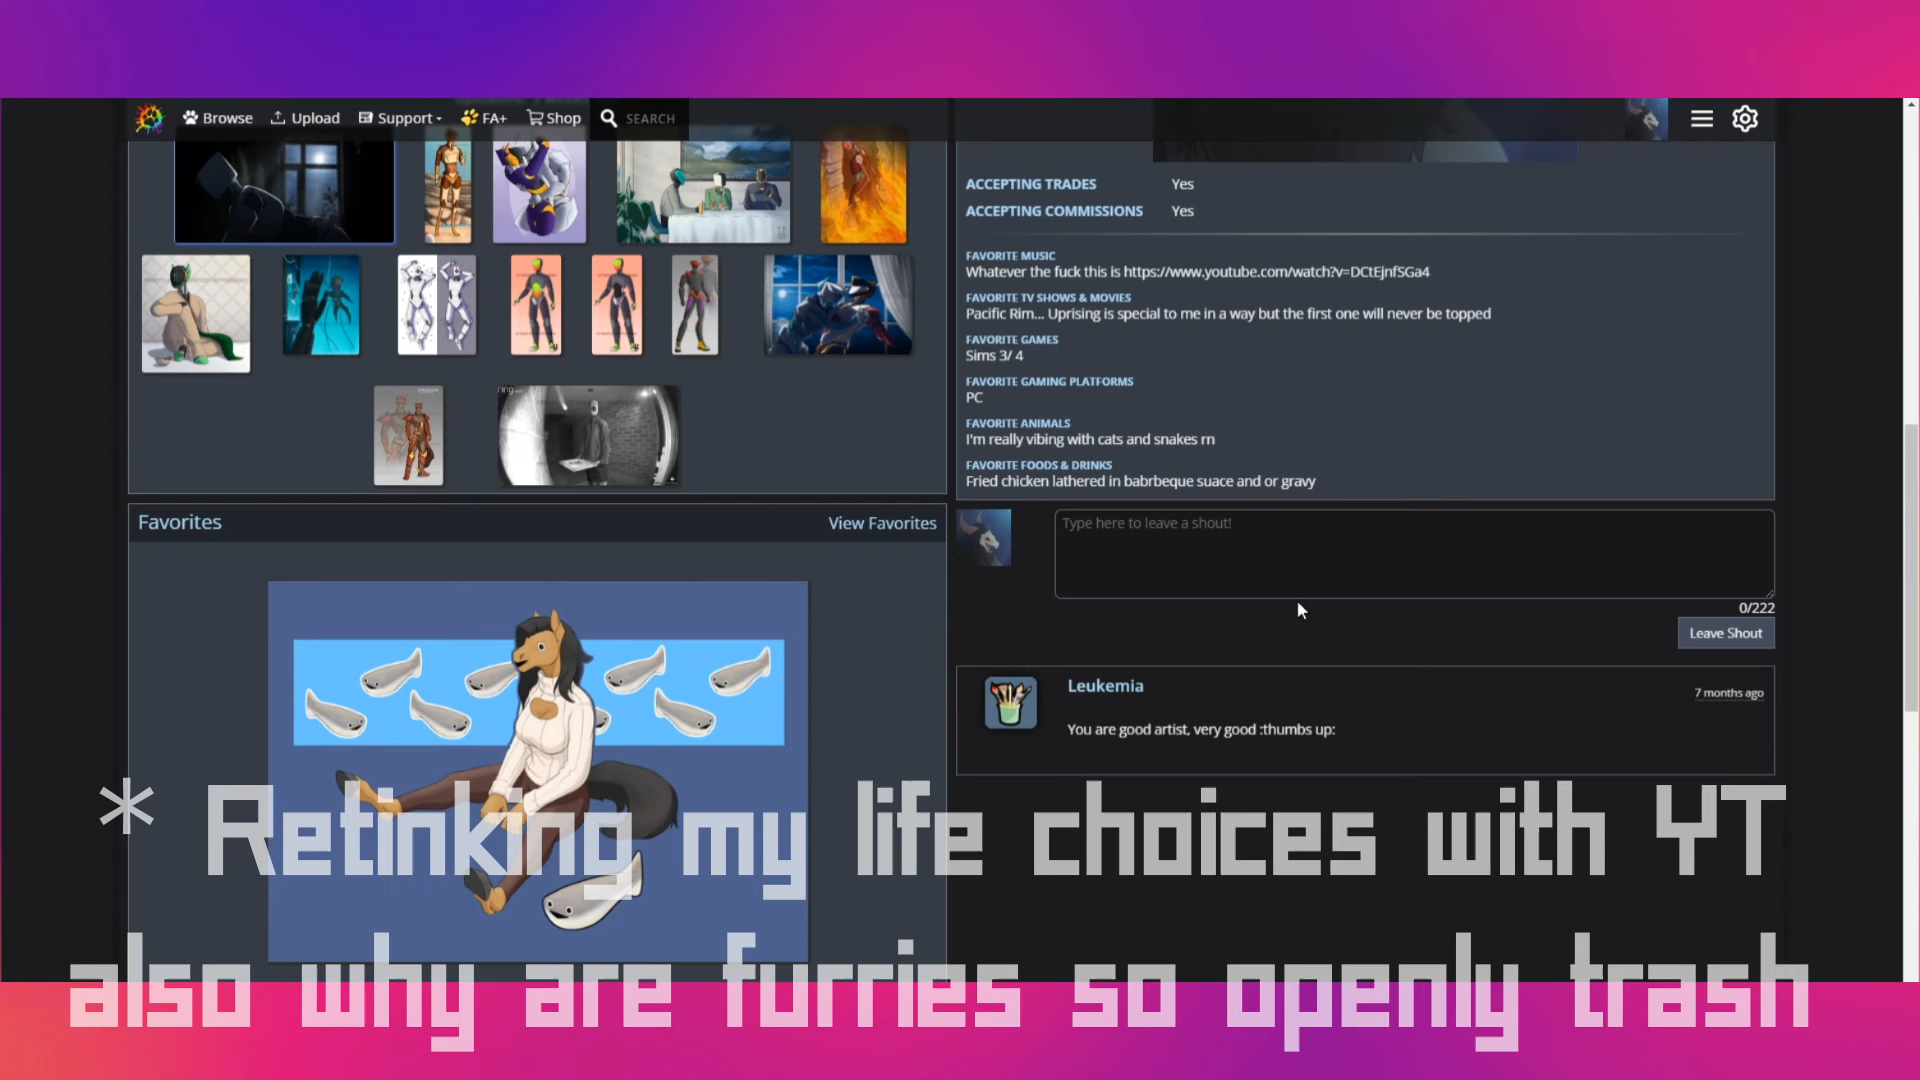 Browse Upload Support FA+ Shop SEARCH
ACCEPTING TRADES Yes
ACCEPTING COMMISSIONS Yes
FAVORITE MUSIC
Whatever the fuck this is https://www.youtube.com/watch?v=DCtEjnfSGa4
FAVORITE TV SHOWS & MOVIES
Pacific Rim... Uprising is special to me in a way but the first one will never be topped
FAVORITE GAMES
Sims 3/ 4
FAVORITE GAMING PLATFORMS
PC
FAVORITE ANIMALS
I'm really vibing with cats and snakes rn
FAVORITE FOODS & DRINKS
Fried chicken lathered in babrbeque suace and or gravy
ring
Favorites View Favorites
Type here to leave a shout!
0/222
Leave Shout
Leukemia
7 months ago
You are good artist, very good :thumbs up:
* Retinking my life choices with YT
also why are furries so openly trash